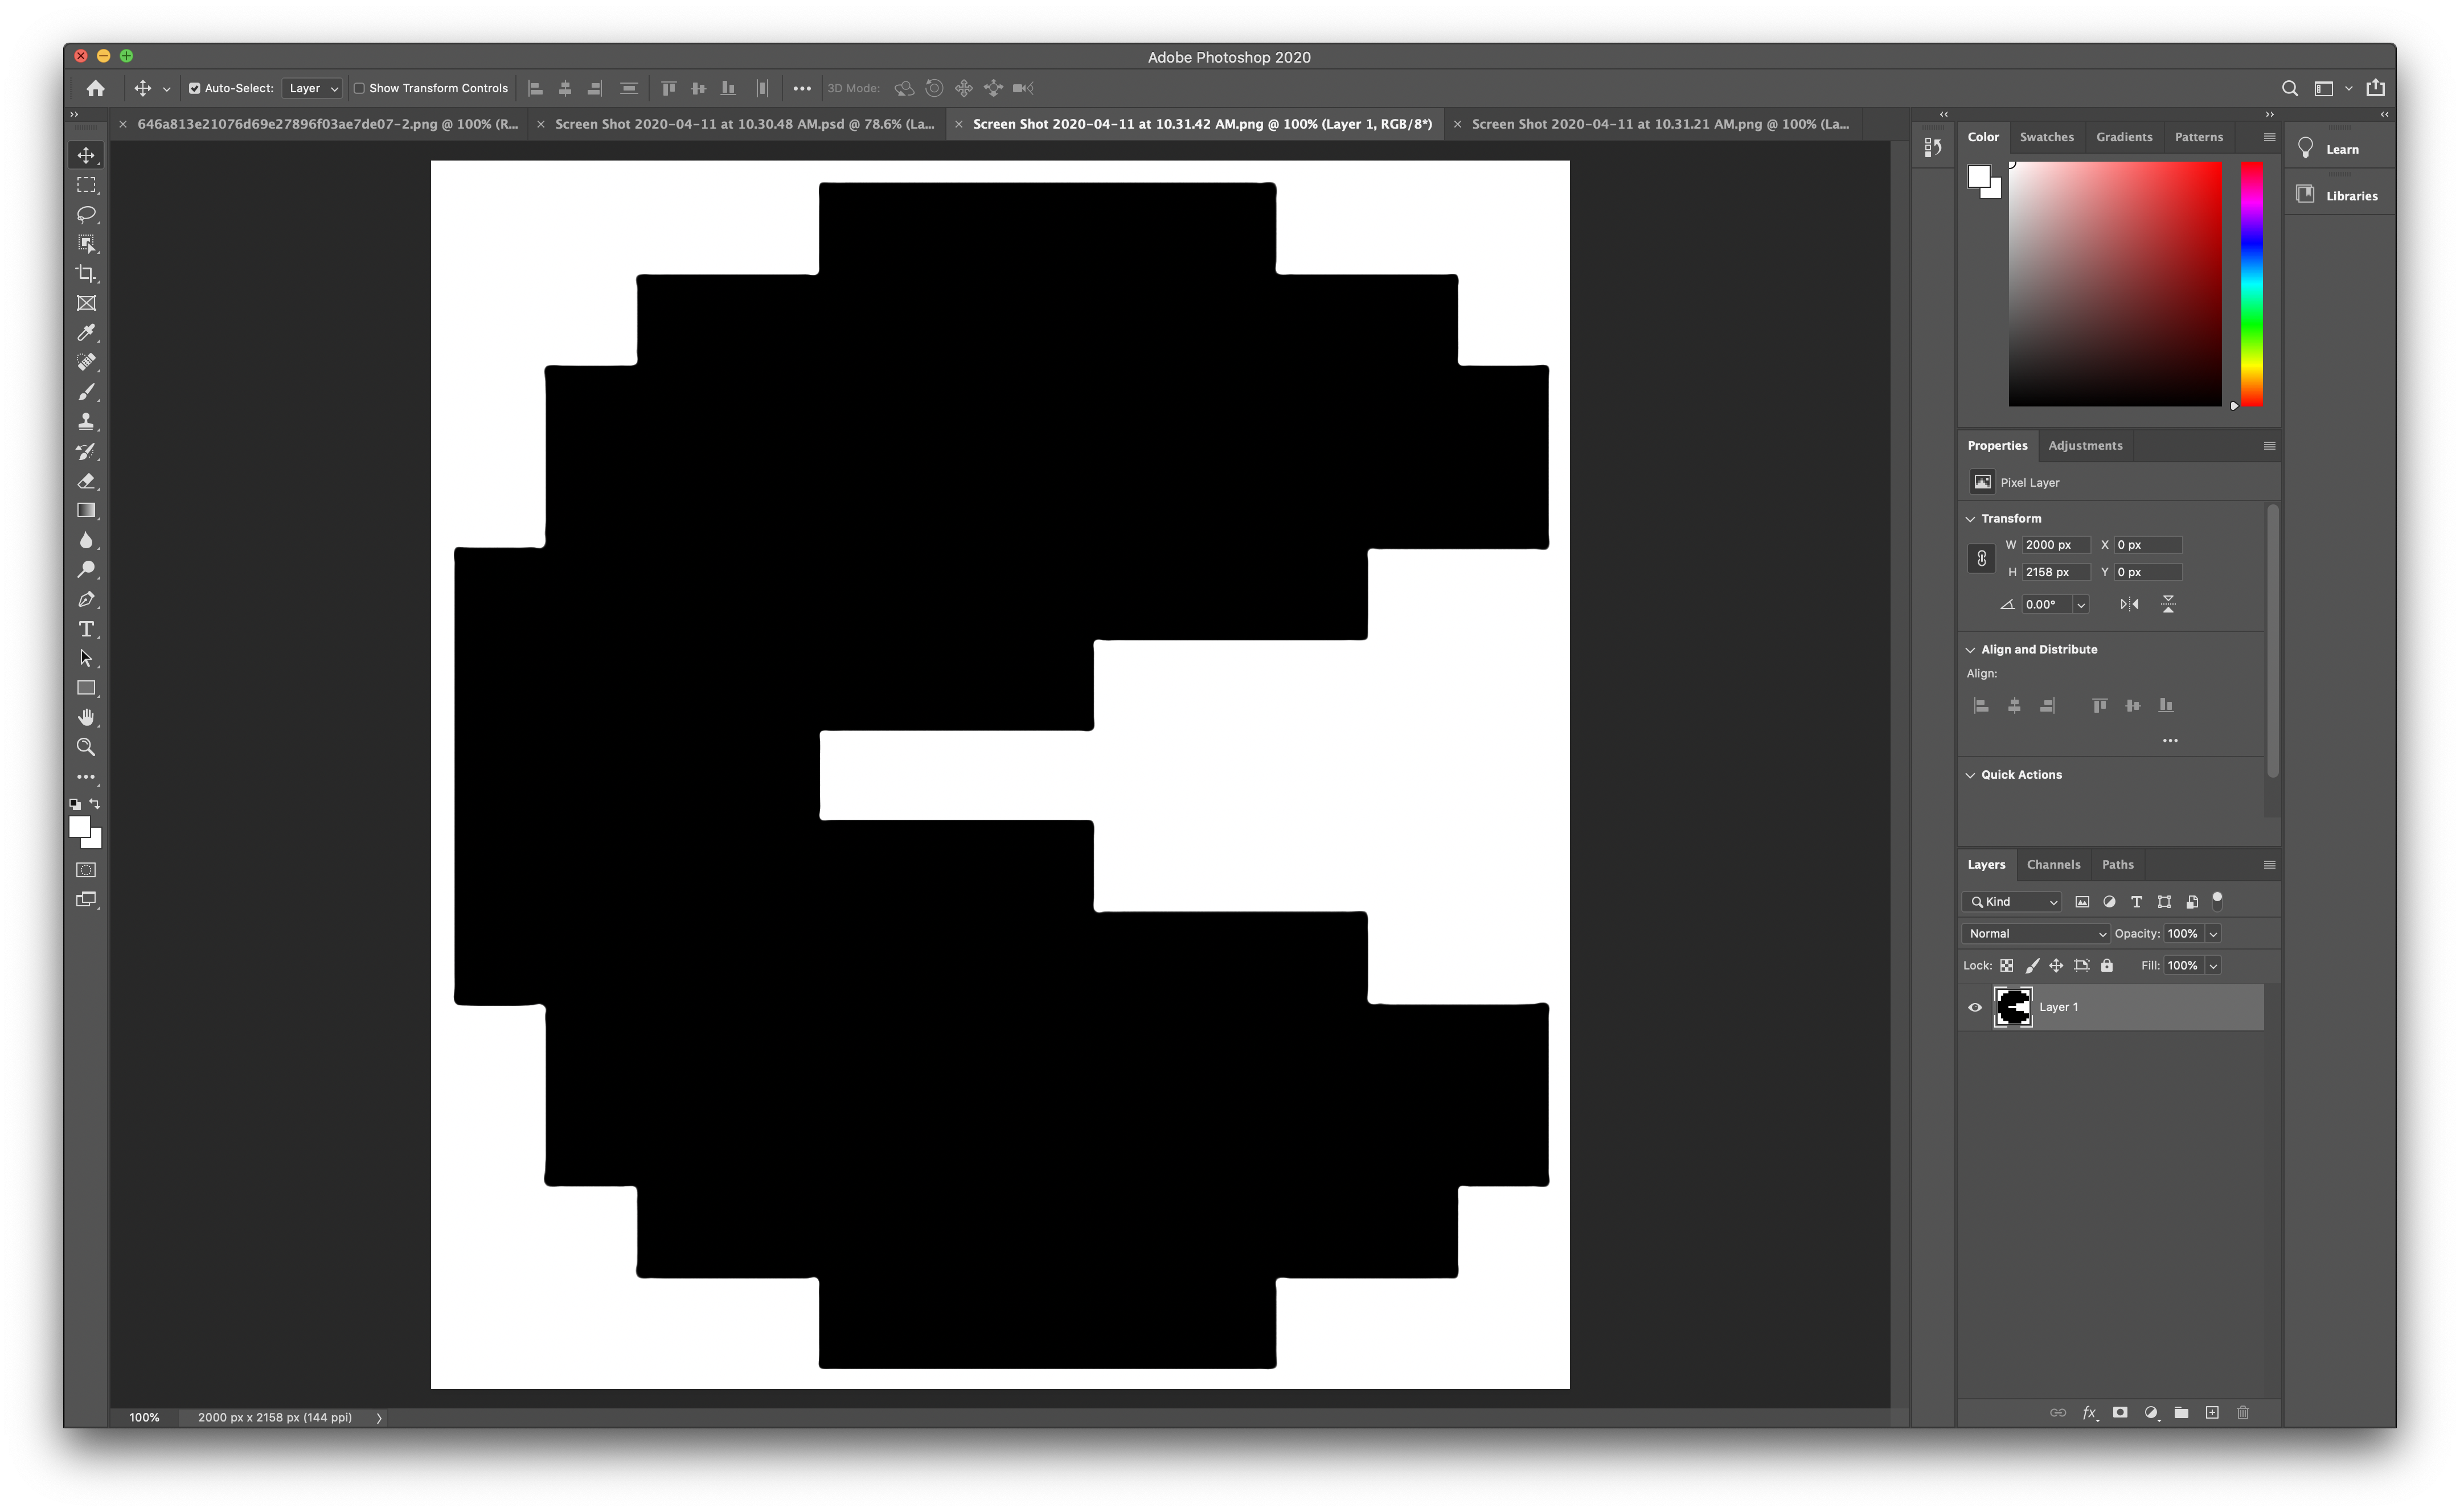 Adobe Photoshop 2020
Auto-Select: Layer Show Transform Controls 3D Mode:
646a813e21076d69e27896f03ae7de07-2.png @ 100% (R... Screen Shot 2020-04-11 at 10.30.48 AM.psd @ 78.6% (La... Screen Shot 2020-04-11 at 10.31.42 AM.png @ 100% (Layer 1, RGB/8*) Screen Shot 2020-04-11 at 10.31.21 AM.png @ 100% (La...
Color Swatches Gradients Patterns
Learn
Libraries
Properties Adjustments
Pixel Layer
Transform
W 2000 px X 0 px
H 2158 px Y 0 px
0.00°
Align and Distribute
Align:
Quick Actions
Layers Channels Paths
Kind
Normal Opacity: 100%
Lock: Fill: 100%
Layer 1
100% 2000 px x 2158 px (144 ppi)
fx